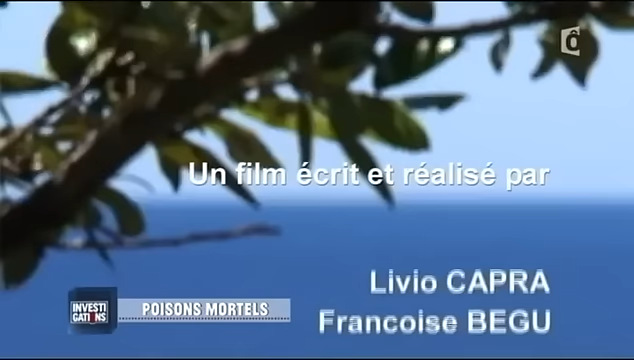 Ô
Un film écrit et réalisé par
Livio CAPRA
Francoise BEGU
INVESTI
GATIONS
POISONS MORTELS